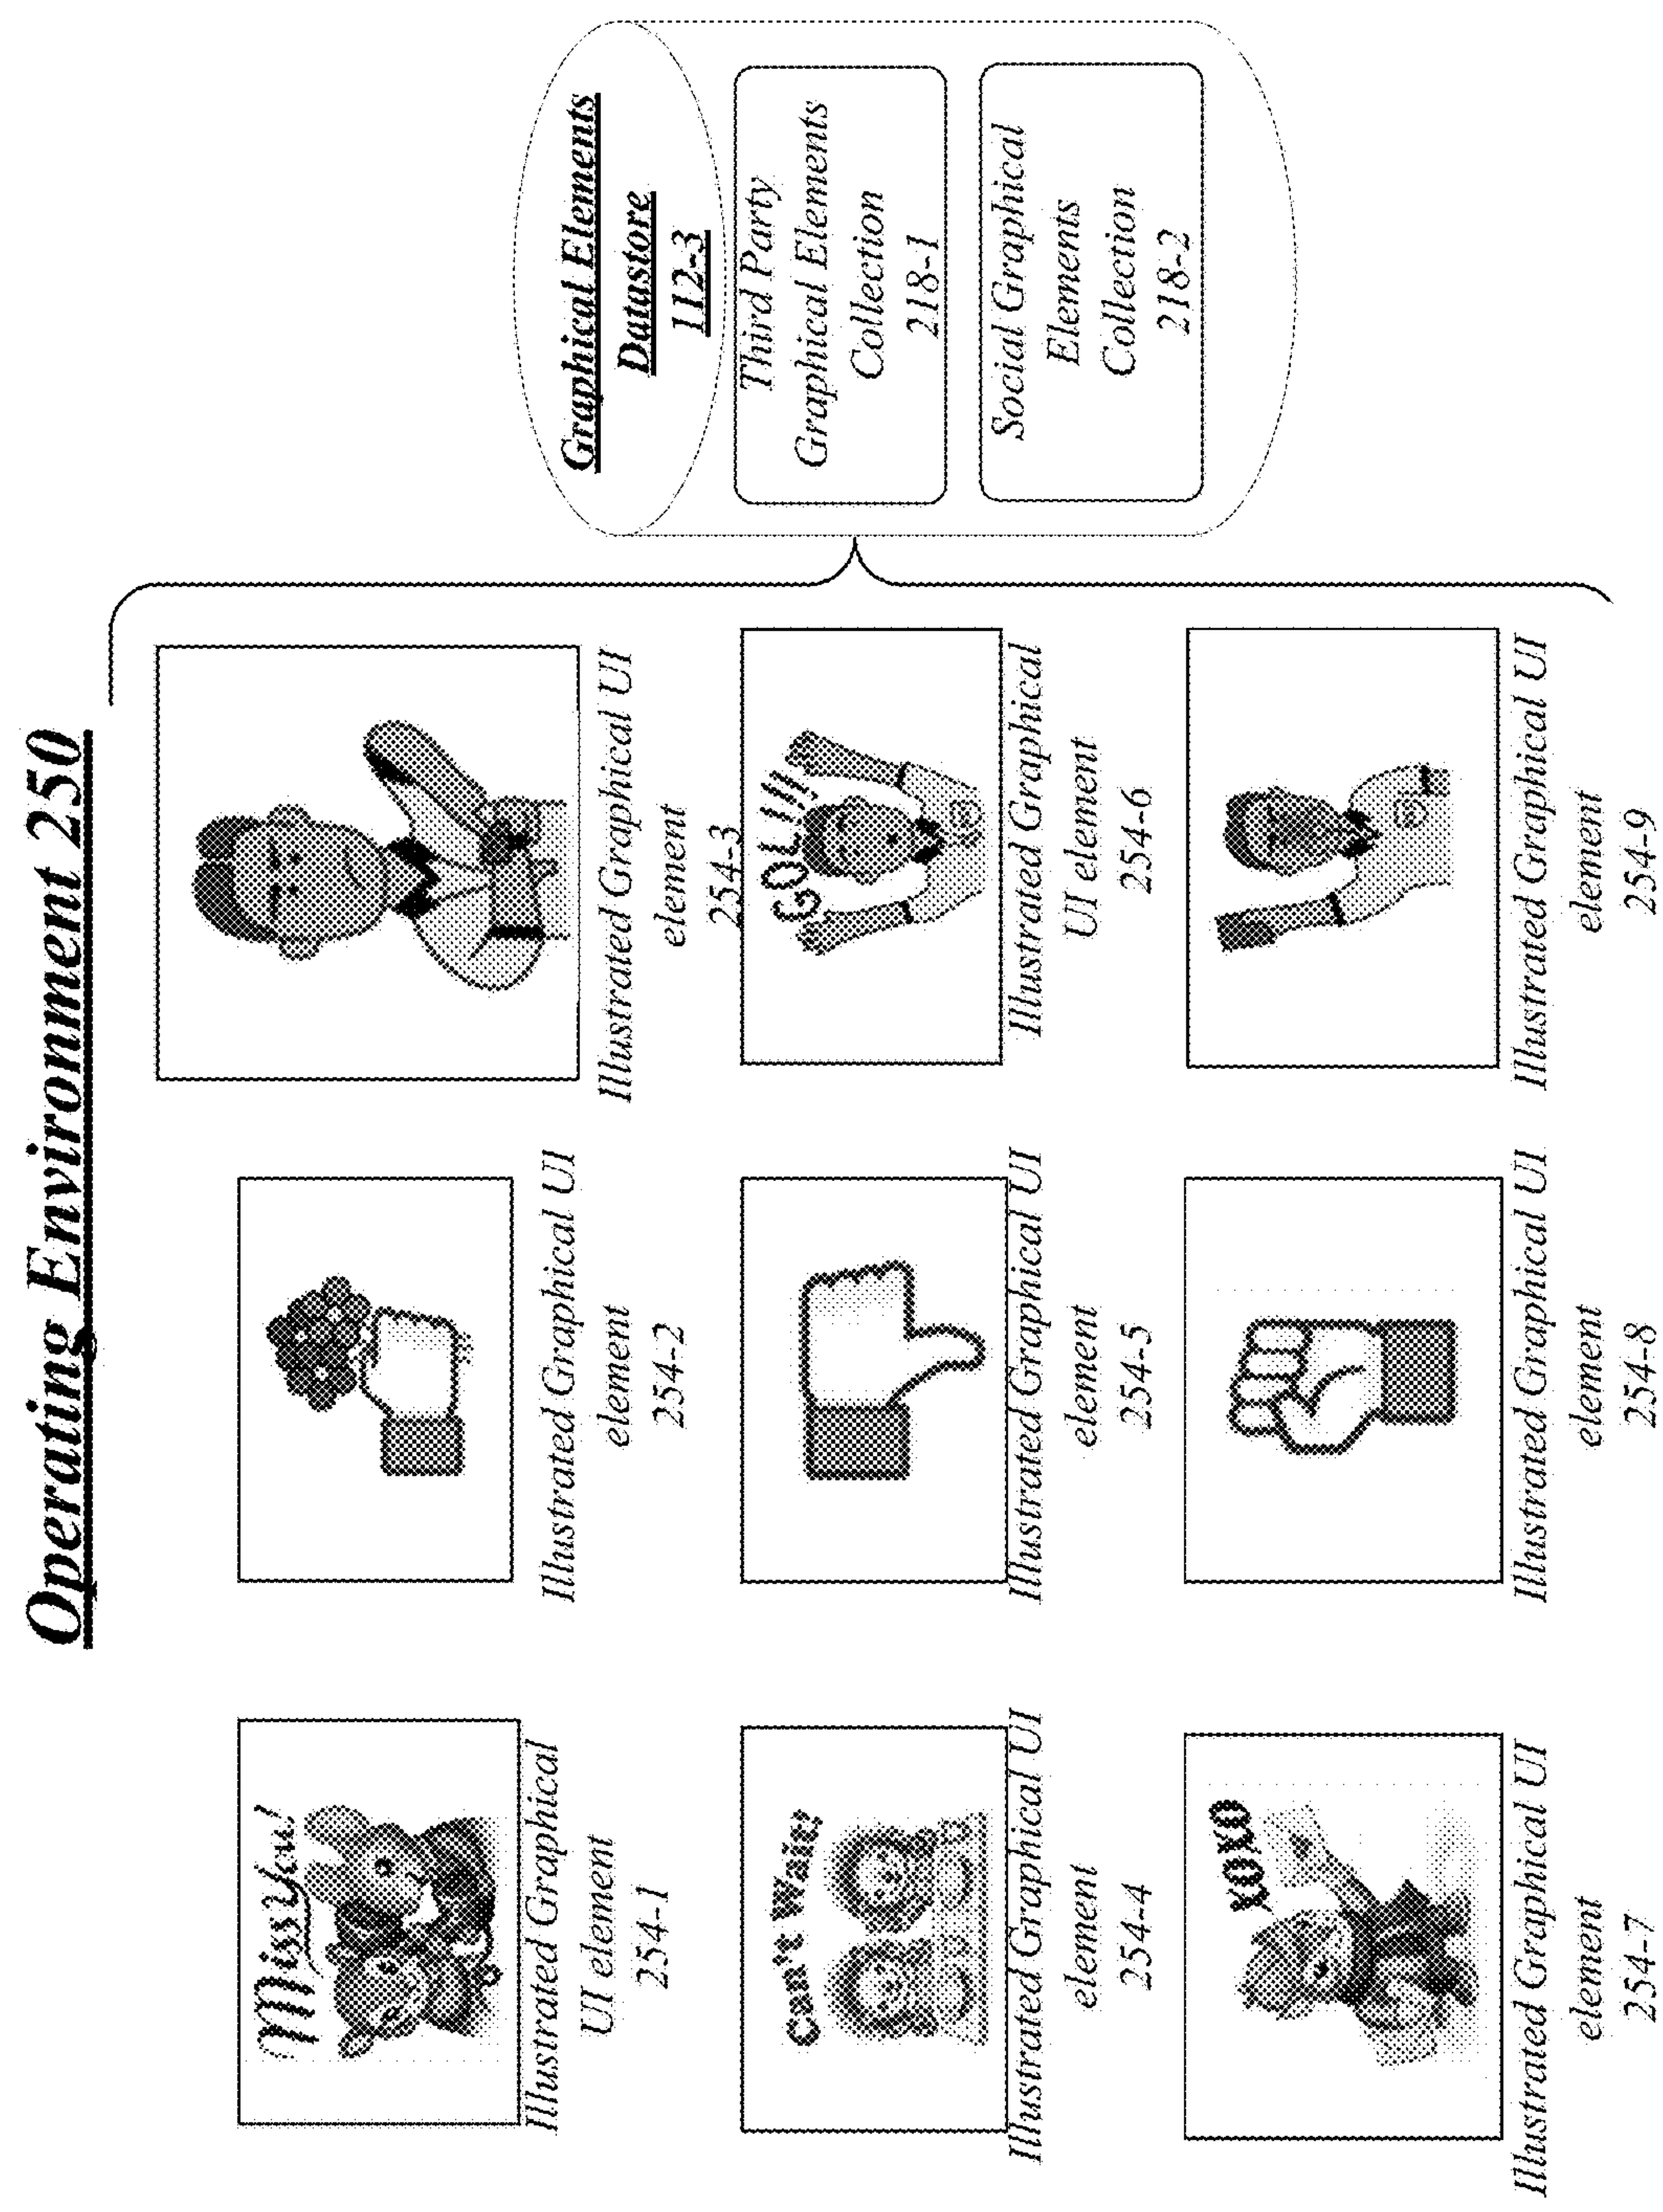 Operating Environment 250
Miss You!
Illustrated Graphical
UI element
254-1
Illustrated Graphical UI
element
254-2
Illustrated Graphical UI
element
254-3
Can't Wait!
Illustrated Graphical UI
element
254-4
Illustrated Graphical UI
element
254-5
GOL!!!
Illustrated Graphical
UI element
254-6
XOXO
Illustrated Graphical UI
element
254-7
Illustrated Graphical UI
element
254-8
Illustrated Graphical UI
element
254-9
Graphical Elements
Datastore
112-3
Third Party
Graphical Elements
Collection
218-1
Social Graphical
Elements
Collection
218-2